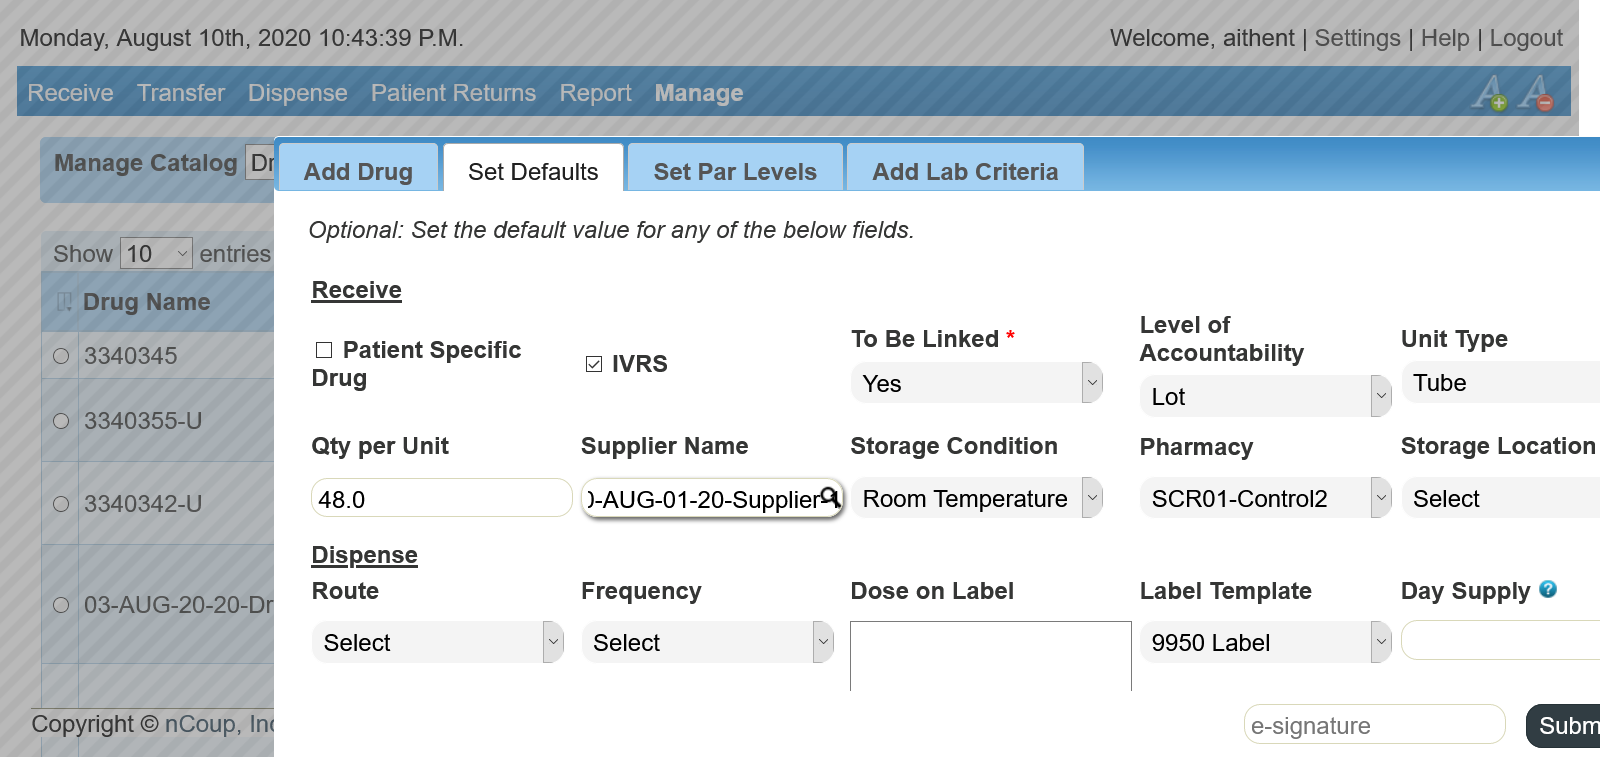 Monday, August 10th, 2020 10:43:39 P.M.
Welcome, aithent | Settings | Help | Logout
Receive Transfer Dispense Patient Returns Report Manage
Manage Catalog Dr
Add Drug Set Defaults Set Par Levels Add Lab Criteria
Optional: Set the default value for any of the below fields.
Show 10 entries
Receive
Drug Name
Patient Specific Drug
IVRS
To Be Linked *
Yes
Level of Accountability
Lot
Unit Type
Tube
3340345
3340355-U
3340342-U
03-AUG-20-20-Dr
Qty per Unit
48.0
Supplier Name
-AUG-01-20-Supplier-
Storage Condition
Room Temperature
Pharmacy
SCR01-Control2
Storage Location
Select
Dispense
Route
Select
Frequency
Select
Dose on Label
Label Template
9950 Label
Day Supply ?
e-signature
Subm
Copyright © nCoup, Inc